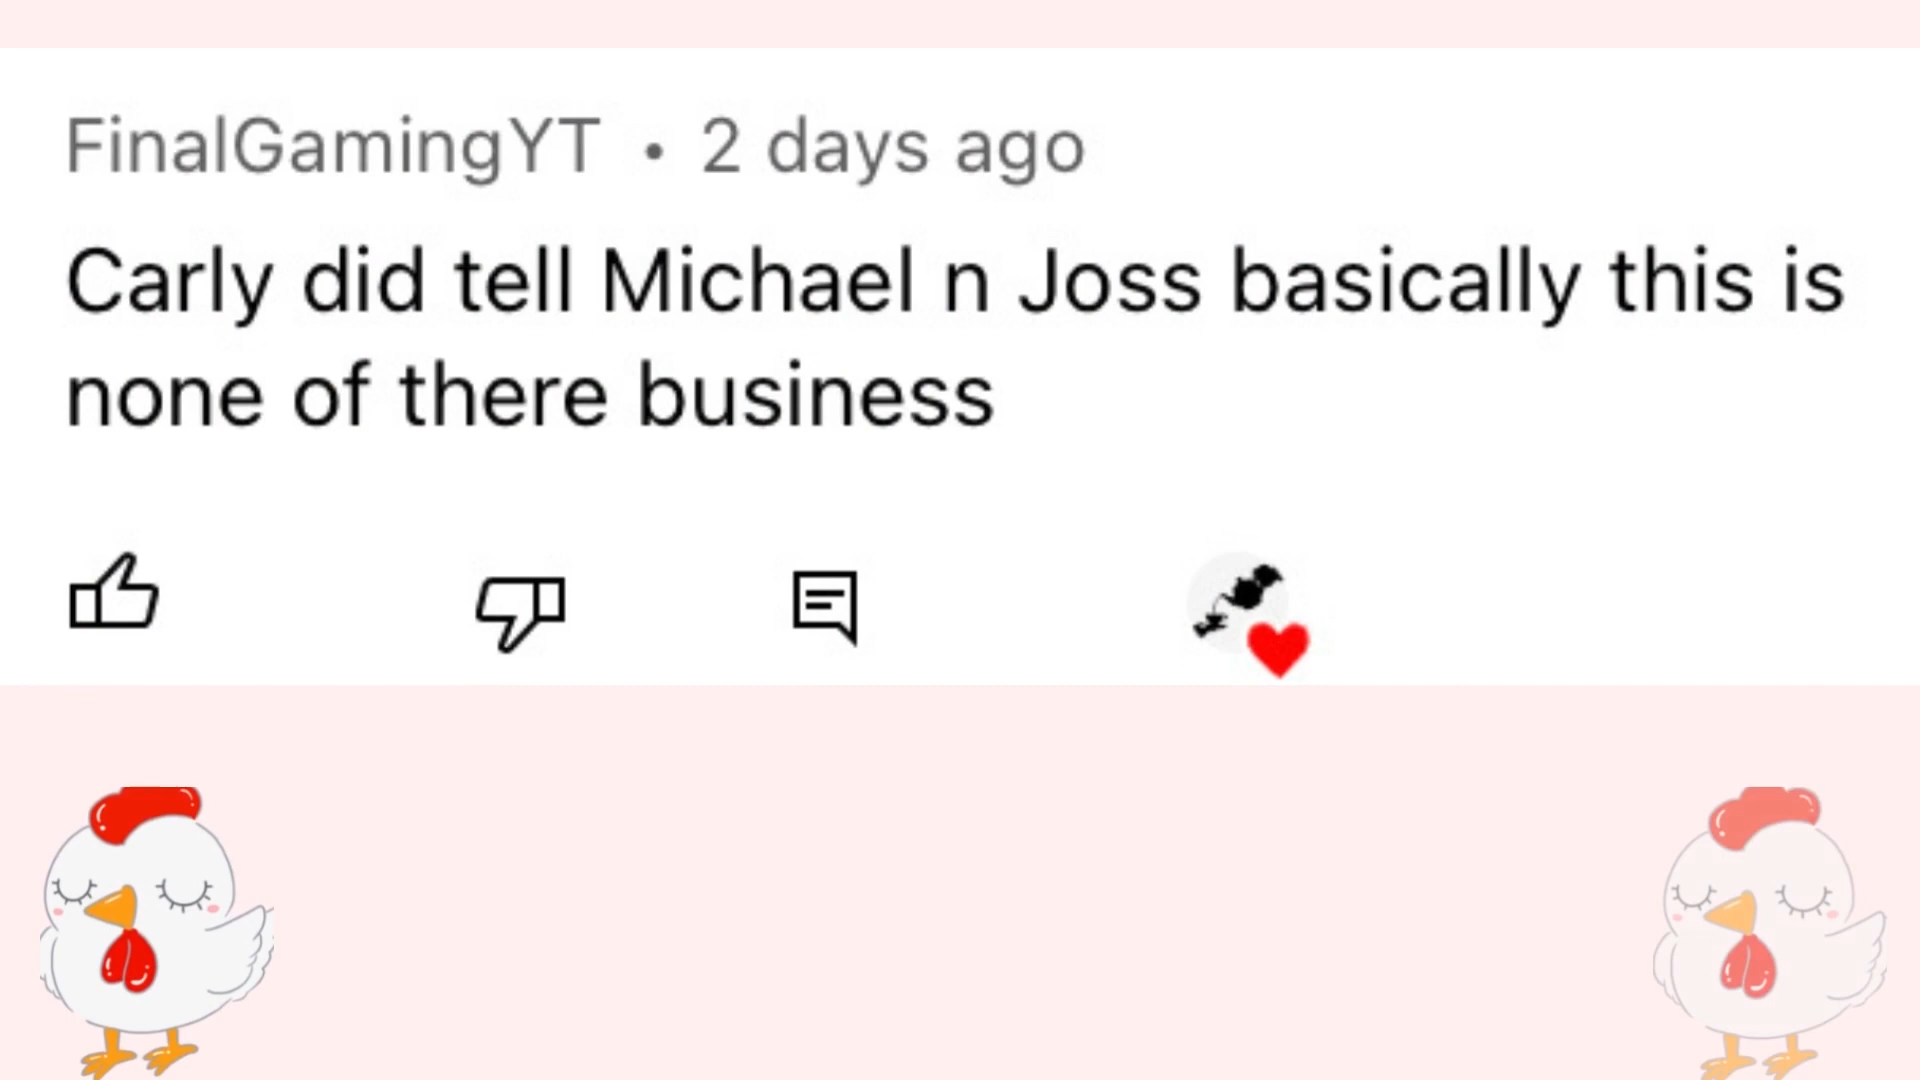 FinalGamingYT • 2 days ago
Carly did tell Michael n Joss basically this is
none of there business